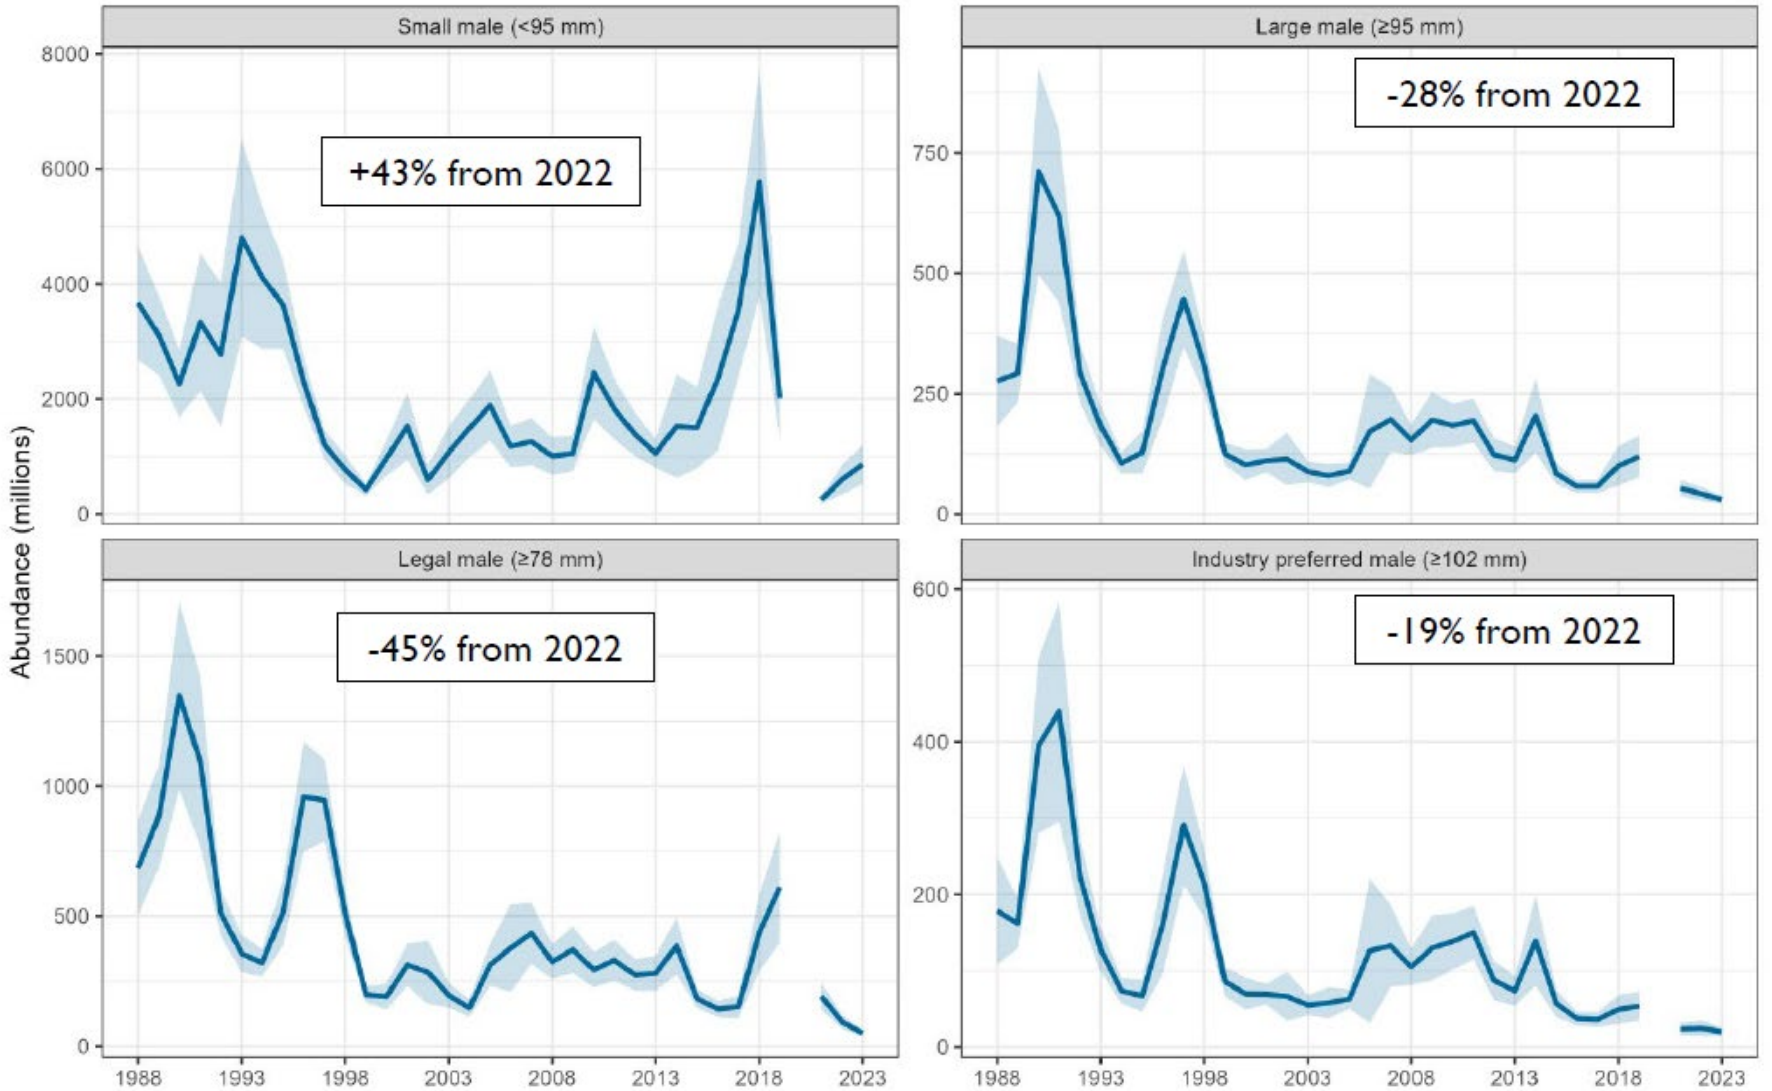 Abundance (millions)
Small male (<95 mm)
+43% from 2022
8000
6000
4000
2000
0
Large male (≥95 mm)
-28% from 2022
750
500
250
0
Legal male (≥78 mm)
-45% from 2022
1500
1000
500
0
1988 1993 1998 2003 2008 2013 2018 2023
Industry preferred male (≥102 mm)
-19% from 2022
600
400
200
0
1988 1993 1998 2003 2008 2013 2018 2023